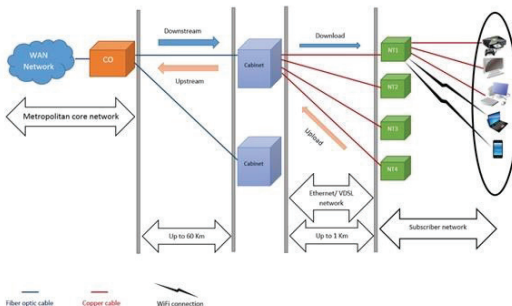 WAN
Network
CO
Downstream
Upstream
Cabinet
Cabinet
Download
Upload
NT1
NT2
NT3
NT4
Metropolitan core network
Ethernet/ VDSL
network
Up to 60 Km
Up to 1 Km
Subscriber network
Fiber optic cable
Copper cable
WiFi connection